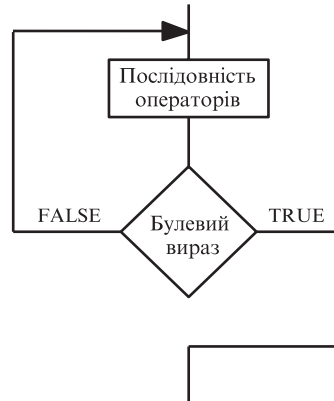 Послідовність
операторів
FALSE
TRUE
Булевий
вираз